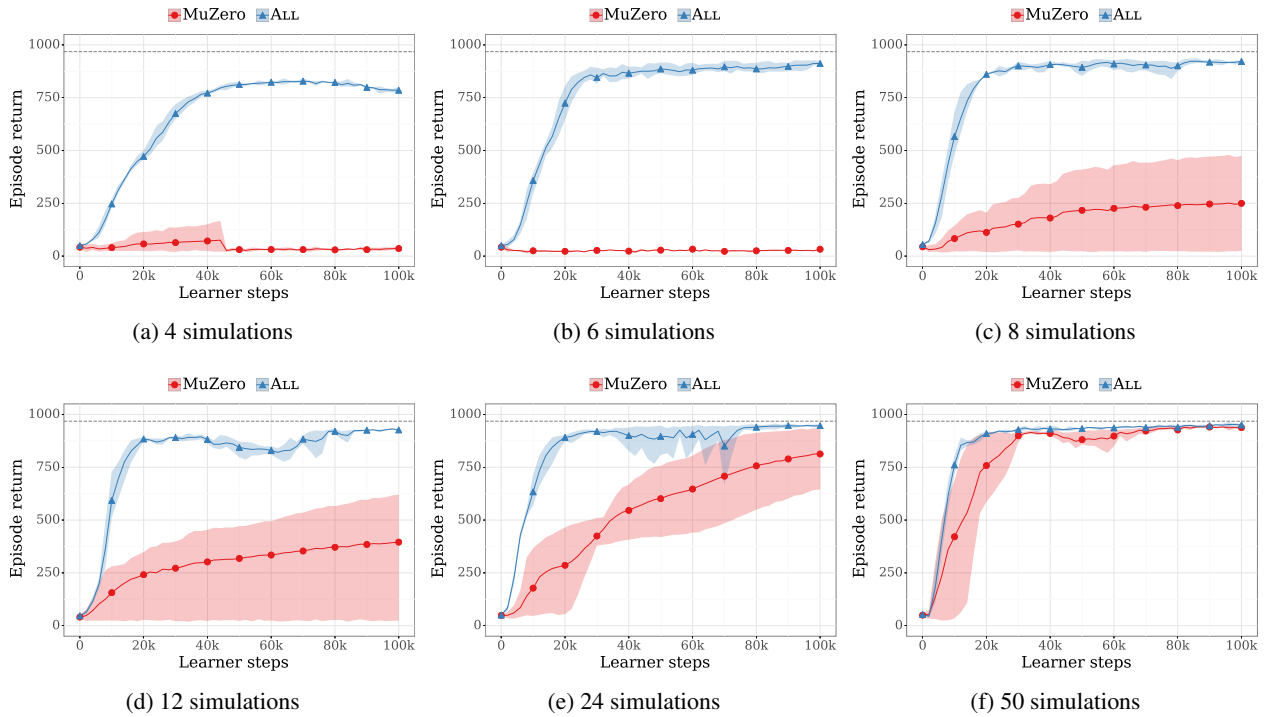 MuZero ALL
1000
750
500
250
0
Episode return
0 20k 40k 60k 80k 100k
Learner steps
(a) 4 simulations
MuZero ALL
1000
750
500
250
0
Episode return
0 20k 40k 60k 80k 100k
Learner steps
(b) 6 simulations
MuZero ALL
1000
750
500
250
0
Episode return
0 20k 40k 60k 80k 100k
Learner steps
(c) 8 simulations
MuZero ALL
1000
750
500
250
0
Episode return
0 20k 40k 60k 80k 100k
Learner steps
(d) 12 simulations
MuZero ALL
1000
750
500
250
0
Episode return
0 20k 40k 60k 80k 100k
Learner steps
(e) 24 simulations
MuZero ALL
1000
750
500
250
0
Episode return
0 20k 40k 60k 80k 100k
Learner steps
(f) 50 simulations